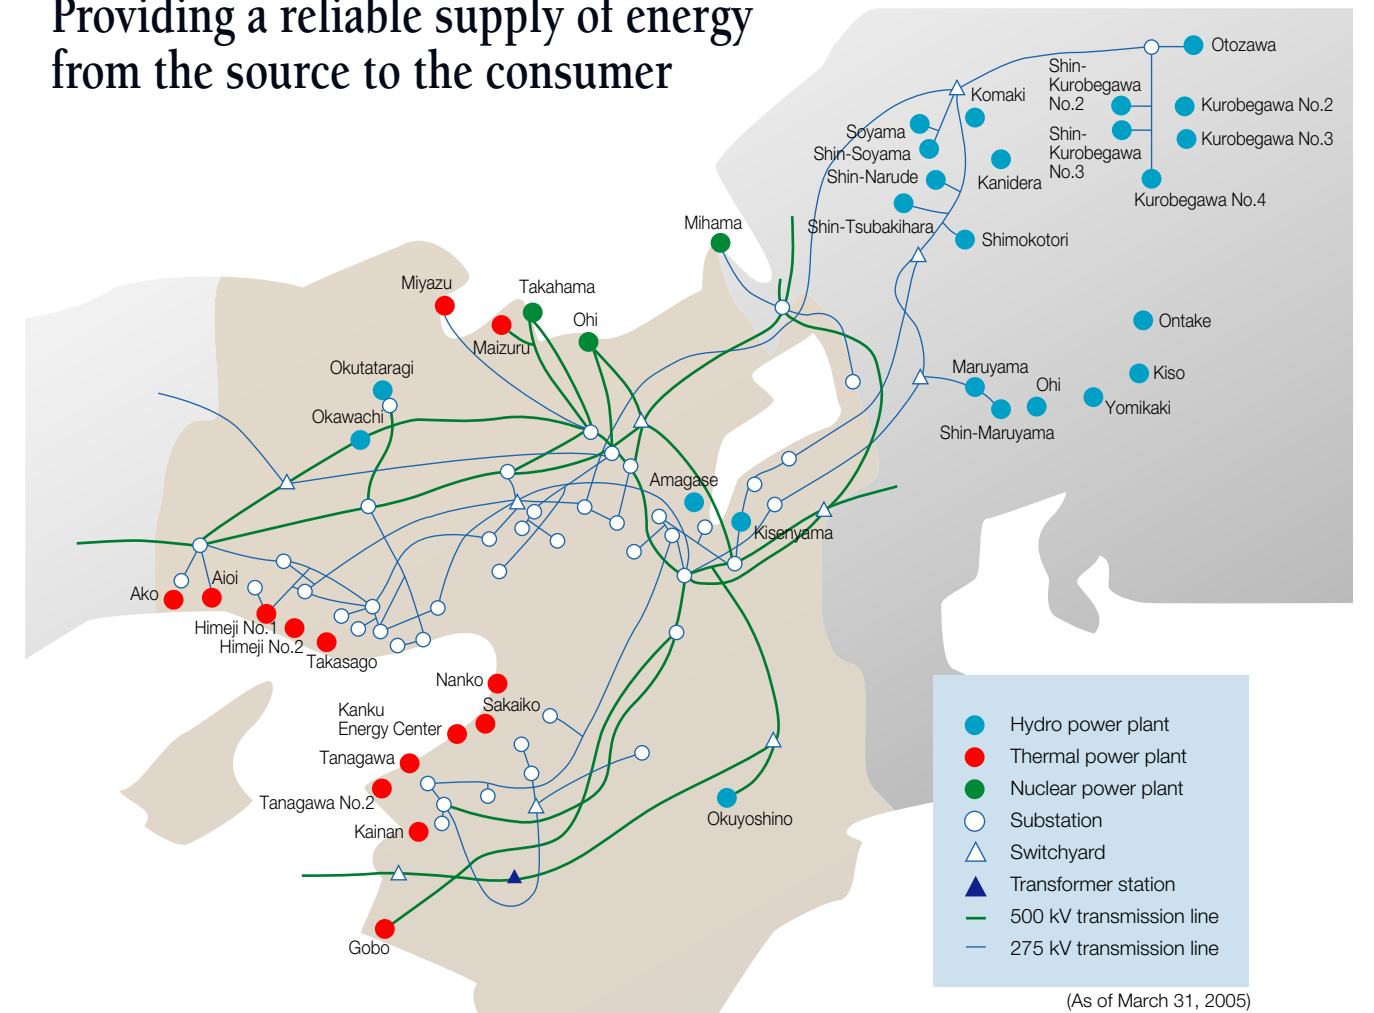 Providing a reliable supply of energy
from the source to the consumer
Otozawa
Shin-
Kurobegawa
No.2
Komaki
Kurobegawa No.2
Soyama
Shin-
Kurobegawa
No.3
Kurobegawa No.3
Shin-Soyama
Shin-Narude
Kanidera
Kurobegawa No.4
Mihama
Shin-Tsubakihara
Shimokotori
Miyazu
Takahama
Ohi
Maizuru
Ontake
Okutataragi
Maruyama
Ohi
Kiso
Okawachi
Yomikaki
Shin-Maruyama
Amagase
Kisenyama
Aioi
Ako
Himeji No.1
Himeji No.2
Takasago
Nanko
Sakaiko
Kanku
Energy Center
Tanagawa
Tanagawa No.2
Kainan
Okuyoshino
Gobo
Hydro power plant
Thermal power plant
Nuclear power plant
Substation
Switchyard
Transformer station
500 kV transmission line
275 kV transmission line
(As of March 31, 2005)